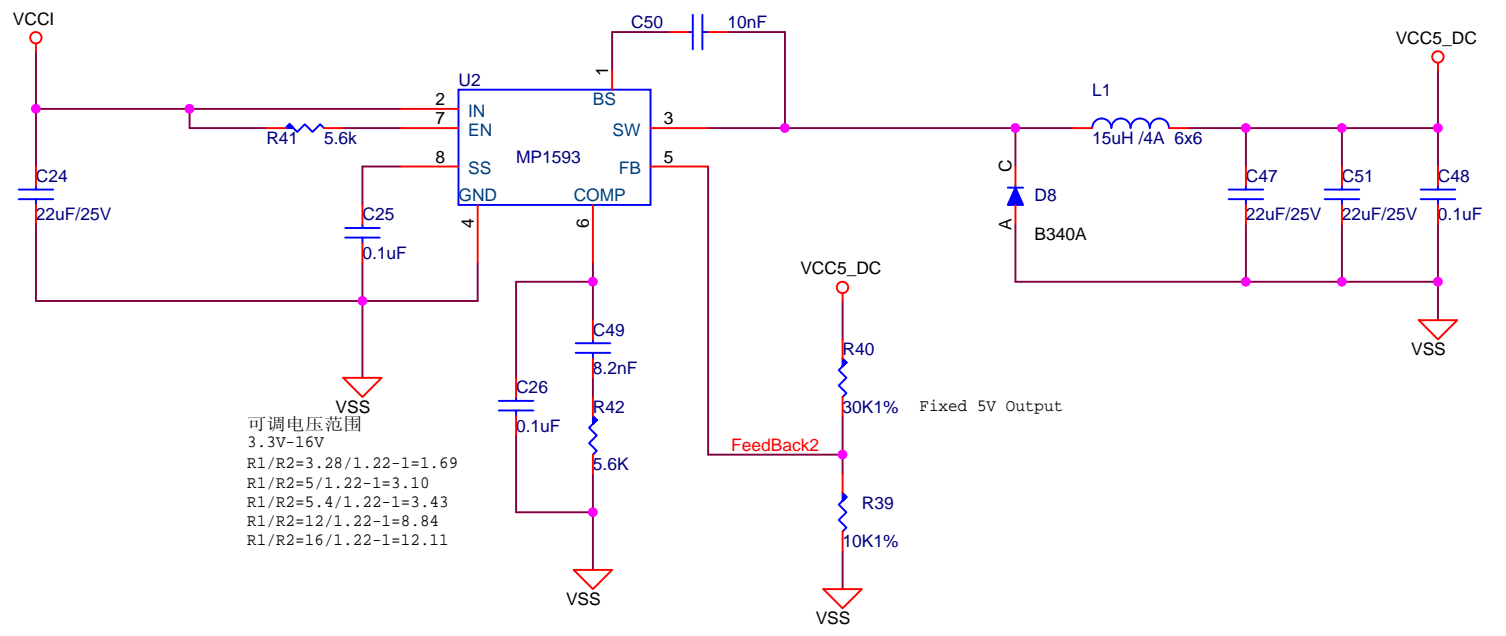 VCCI
C50
10nF
VCC5_DC
U2
1
BS
L1
2
IN
7
EN
R41
5.6k
SW
3
15uH /4A 6x6
MP1593
8
SS
FB
5
C24
22uF/25V
GND
COMP
4
6
C25
0.1uF
C
D8
A
B340A
C47
22uF/25V
C51
22uF/25V
C48
0.1uF
VCC5_DC
VSS
C49
8.2nF
R40
30K1%
Fixed 5V Output
C26
0.1uF
R42
5.6K
VSS
可调电压范围
3.3V-16V
R1/R2=3.28/1.22-1=1.69
R1/R2=5/1.22-1=3.10
R1/R2=5.4/1.22-1=3.43
R1/R2=12/1.22-1=8.84
R1/R2=16/1.22-1=12.11
FeedBack2
R39
10K1%
VSS
VSS